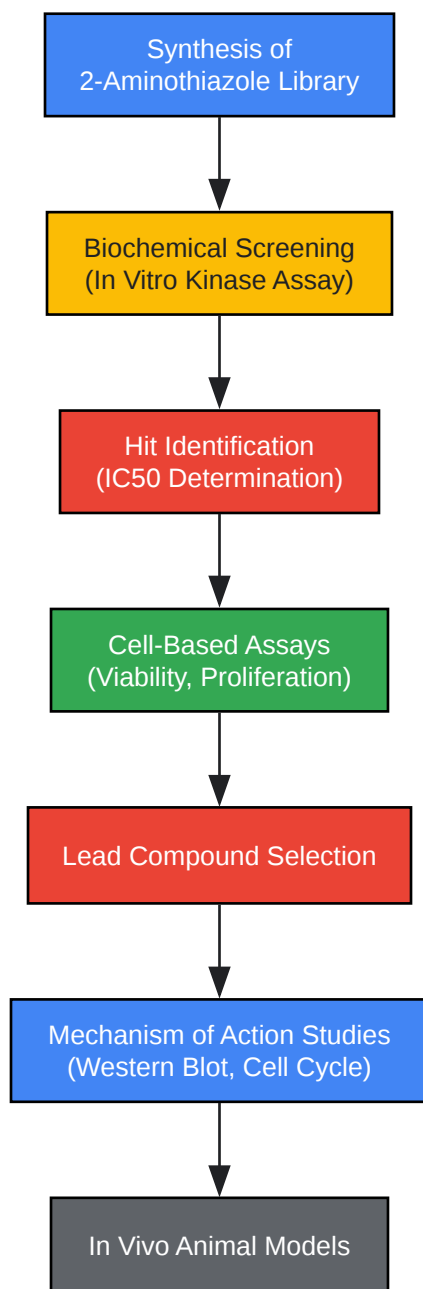 Synthesis of
2-Aminothiazole Library
Biochemical Screening
(In Vitro Kinase Assay)
Hit Identification
(IC50 Determination)
Cell-Based Assays
(Viability, Proliferation)
Lead Compound Selection
Mechanism of Action Studies
(Western Blot, Cell Cycle)
In Vivo Animal Models